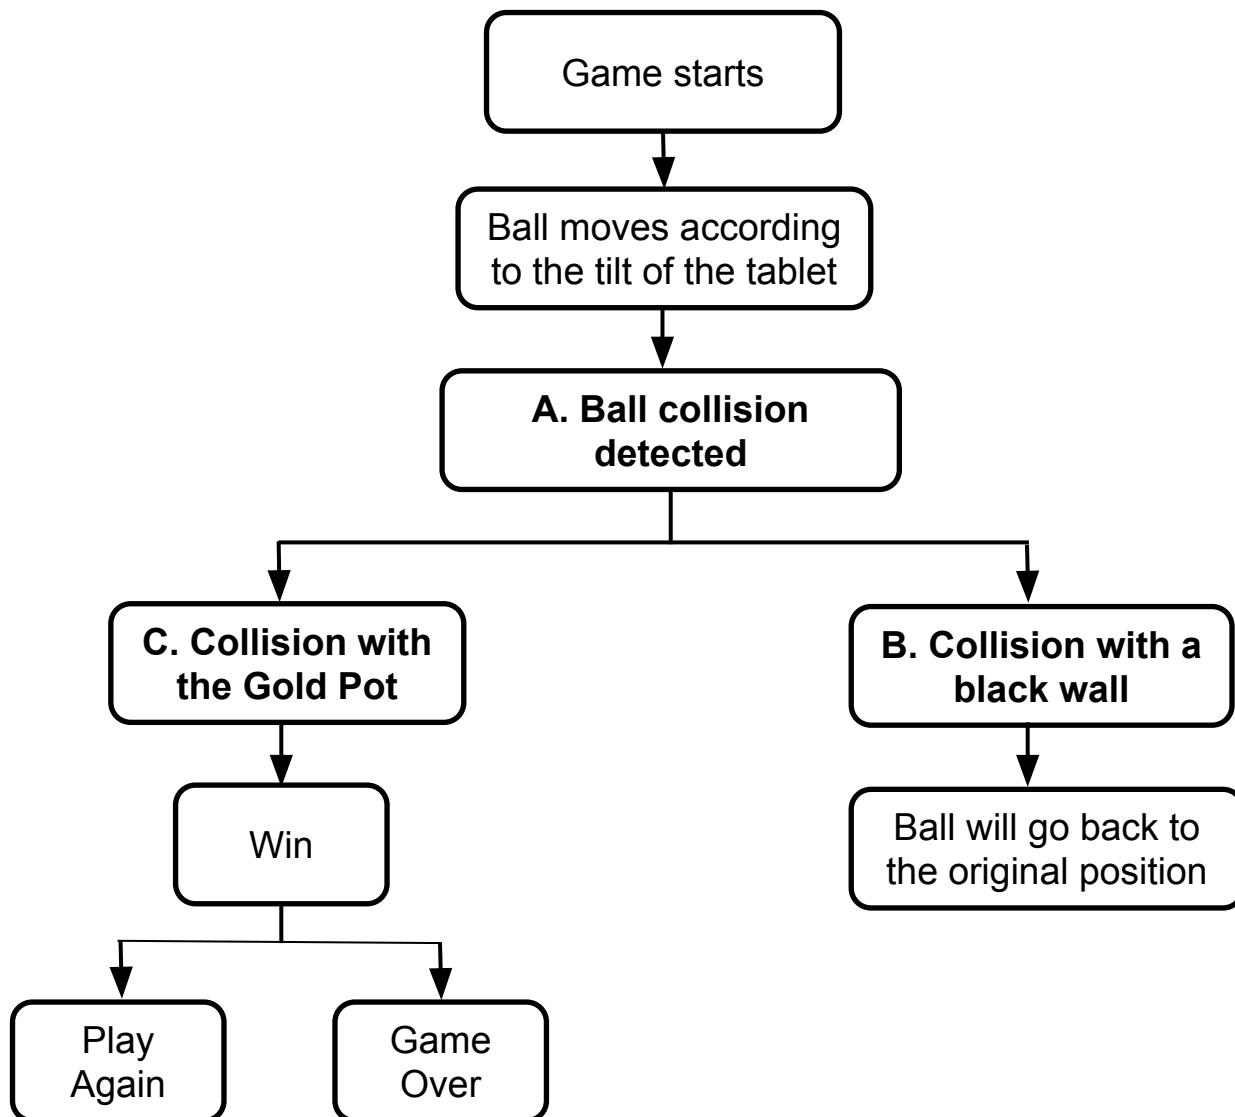 Game starts
Ball moves according
to the tilt of the tablet
A. Ball collision
detected
C. Collision with
the Gold Pot
B. Collision with a
black wall
Win
Ball will go back to
the original position
Play
Again
Game
Over